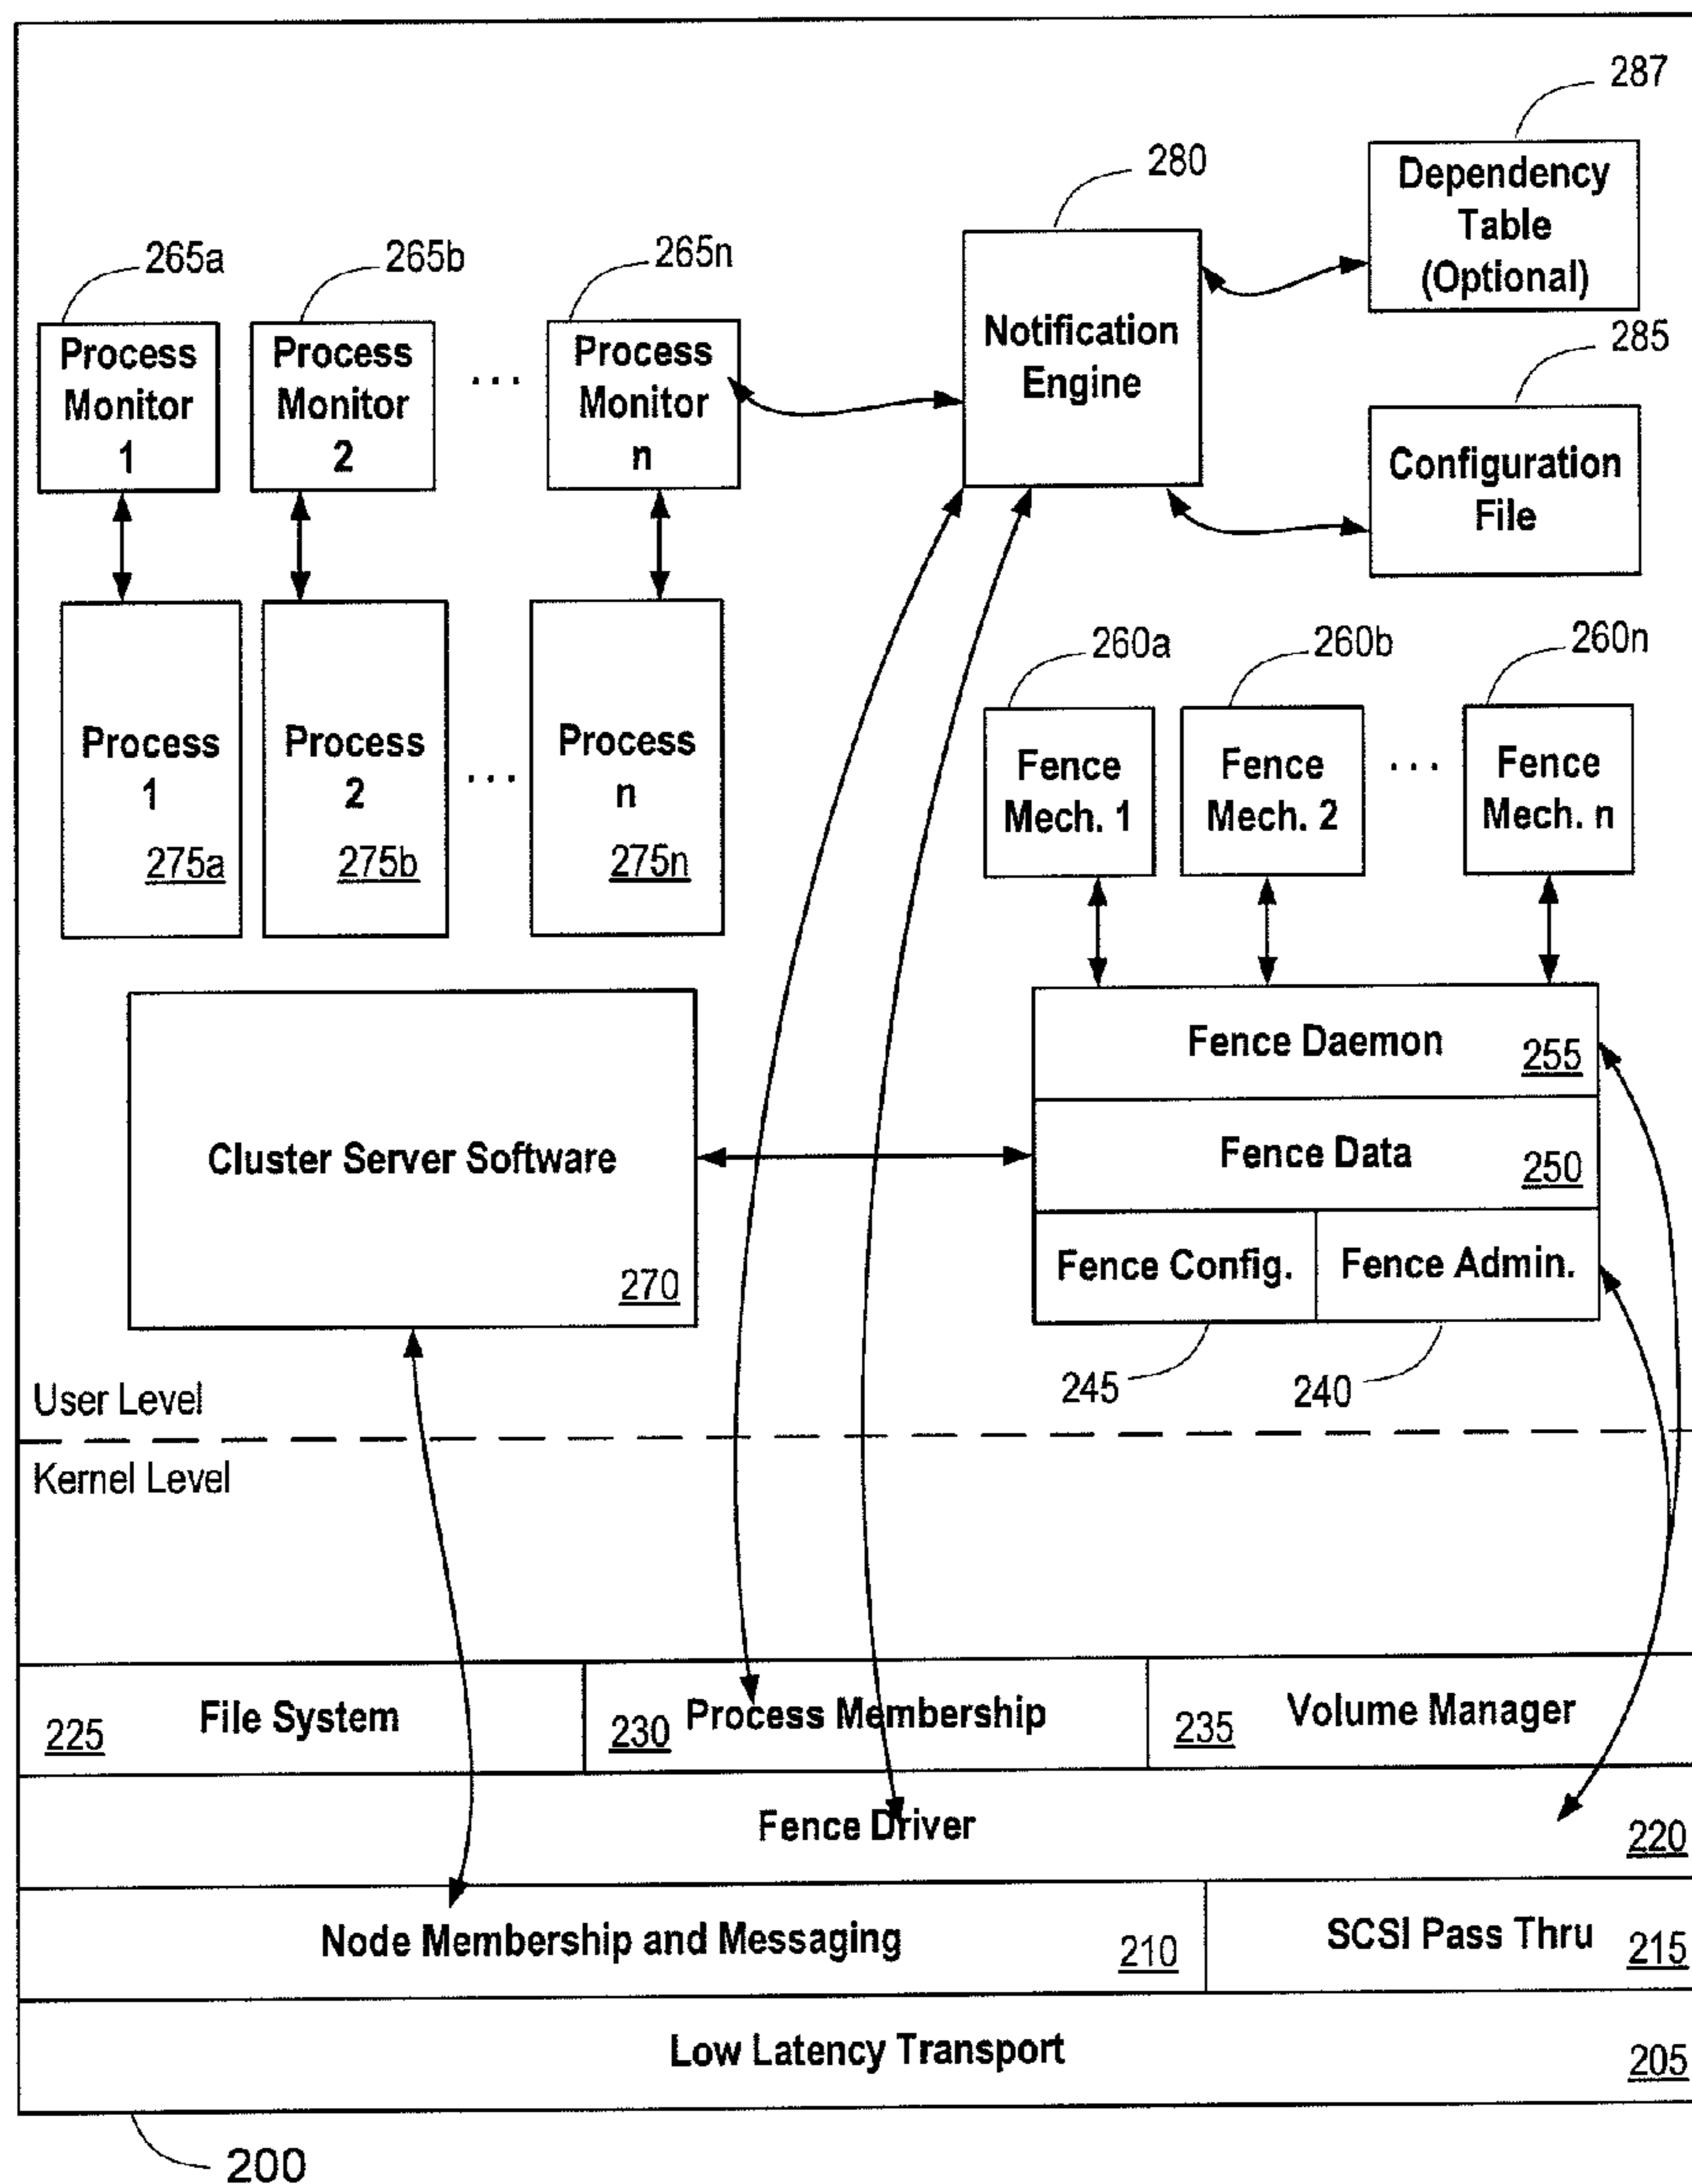 287
Dependency
Table
(Optional)
280
265a
265b
265n
Process
Monitor
1
Process
Monitor
2
...
Process
Monitor
n
Notification
Engine
285
Configuration
File
Process
1
275a
Process
2
275b
...
Process
n
275n
260a
260b
260n
Fence
Mech. 1
Fence
Mech. 2
...
Fence
Mech. n
Fence Daemon
255
Fence Data
250
Fence Config.
Fence Admin.
245
240
Cluster Server Software
270
User Level
Kernel Level
225
File System
230
Process Membership
235
Volume Manager
Fence Driver
220
Node Membership and Messaging
210
SCSI Pass Thru
215
Low Latency Transport
205
200